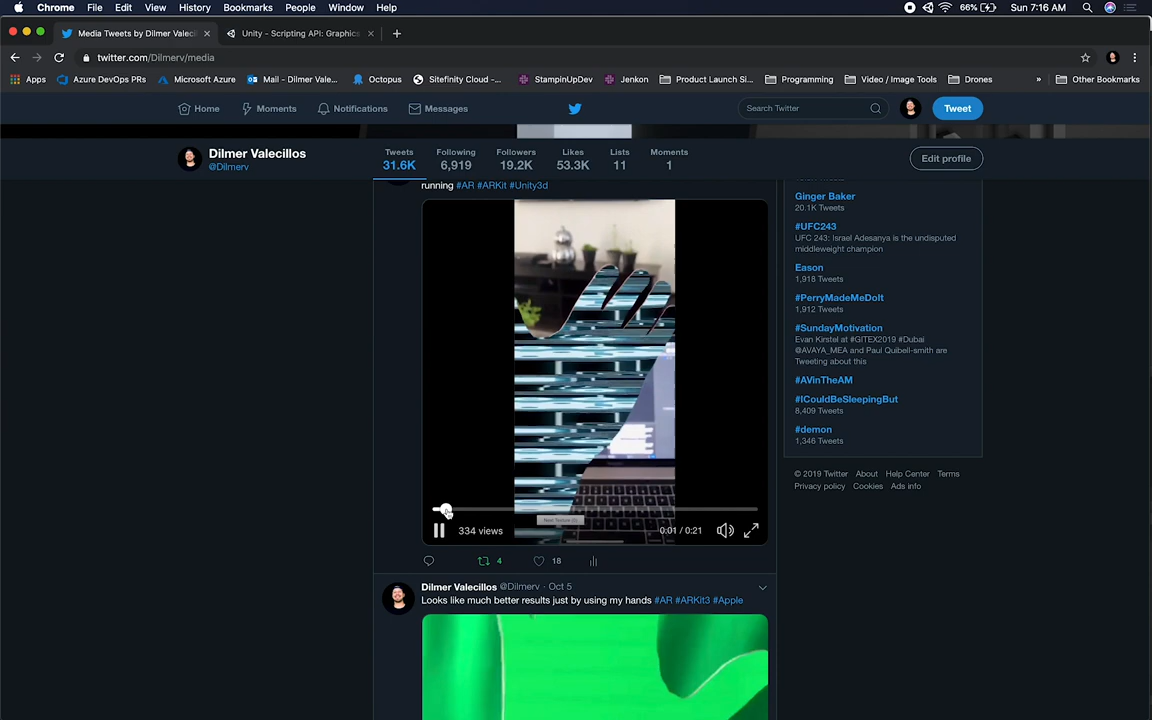 Chrome File Edit View History Bookmarks People Window Help 66% Sun 7:16 AM
Media Tweets by Dilmer Valecil Unity - Scripting API: Graphics
twitter.com/Dilmerv/media
Apps Azure DevOps PRs Microsoft Azure Mail - Dilmer Vale... Octopus Sitefinity Cloud -... StampinUpDev Jenkon Product Launch Si... Programming Video / Image Tools Drones » Other Bookmarks
Home Moments Notifications Messages Search Twitter Tweet
Dilmer Valecillos
@Dilmerv
Tweets Following Followers Likes Lists Moments
31.6K 6,919 19.2K 53.3K 11 1
Edit profile
running #AR #ARKit #Unity3d
334 views 0:01 / 0:21
4 18
Dilmer Valecillos @Dilmerv · Oct 5
Looks like much better results just by using my hands #AR #ARKit3 #Apple
Ginger Baker
20.1K Tweets
#UFC243
UFC 243: Israel Adesanya is the undisputed
middleweight champion
Eason
1,918 Tweets
#PerryMadeMeDoIt
1,912 Tweets
#SundayMotivation
Evan Kirstel at #GITEX2019 #Dubai
@AVAYA_MEA and Paul Quibell-smith are
Tweeting about this
#AVinTheAM
#ICouldBeSleepingBut
8,409 Tweets
#demon
1,346 Tweets
© 2019 Twitter About Help Center Terms
Privacy policy Cookies Ads info